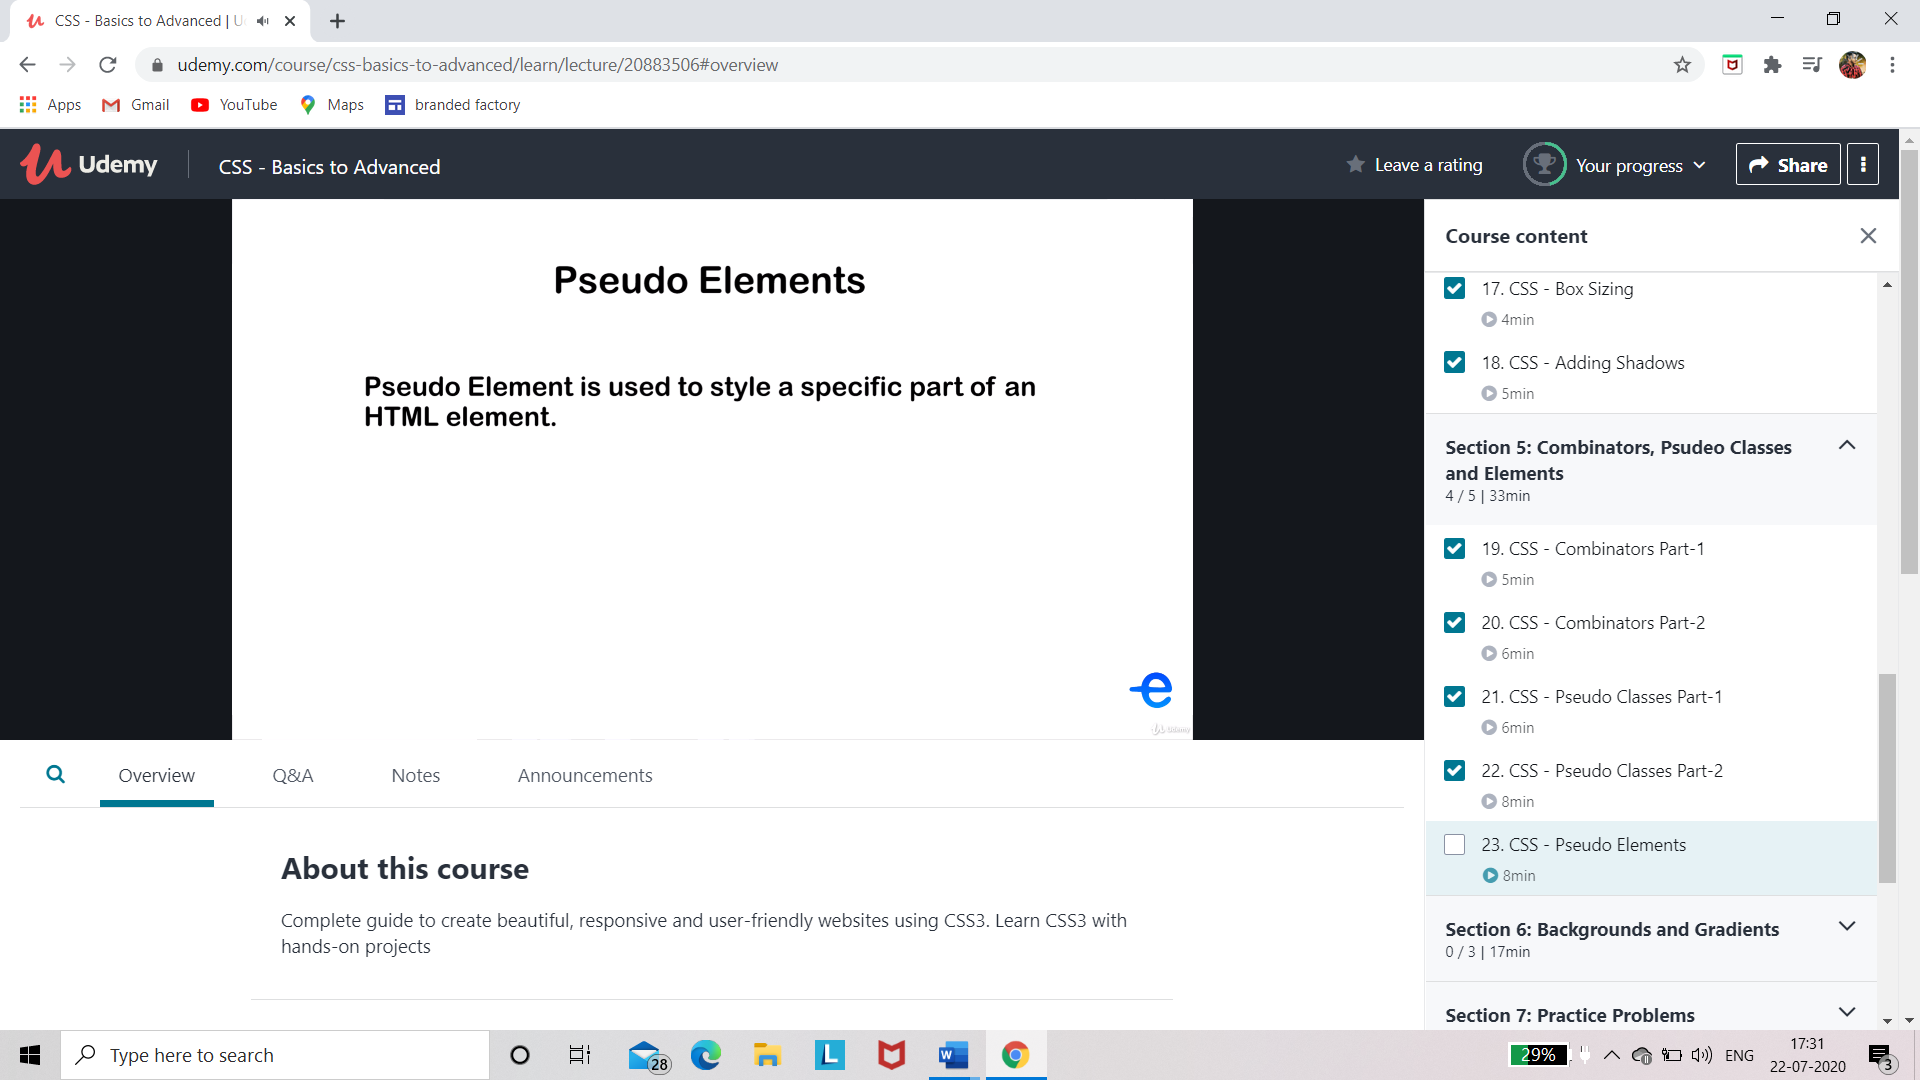 CSS - Basics to Advanced | U
udemy.com/course/css-basics-to-advanced/learn/lecture/20883506#overview
Apps
Gmail
YouTube
Maps
branded factory
Udemy
CSS - Basics to Advanced
Leave a rating
Your progress
Share
Pseudo Elements
Pseudo Element is used to style a specific part of an
HTML element.
e
Udemy
Course content
17. CSS - Box Sizing
4min
18. CSS - Adding Shadows
5min
Section 5: Combinators, Psudeo Classes
and Elements
4 / 5 | 33min
19. CSS - Combinators Part-1
5min
20. CSS - Combinators Part-2
6min
21. CSS - Pseudo Classes Part-1
6min
22. CSS - Pseudo Classes Part-2
8min
23. CSS - Pseudo Elements
8min
Section 6: Backgrounds and Gradients
0 / 3 | 17min
Section 7: Practice Problems
Overview
Q&A
Notes
Announcements
About this course
Complete guide to create beautiful, responsive and user-friendly websites using CSS3. Learn CSS3 with
hands-on projects
Type here to search
28
L
W
29%
ENG
17:31
22-07-2020
3